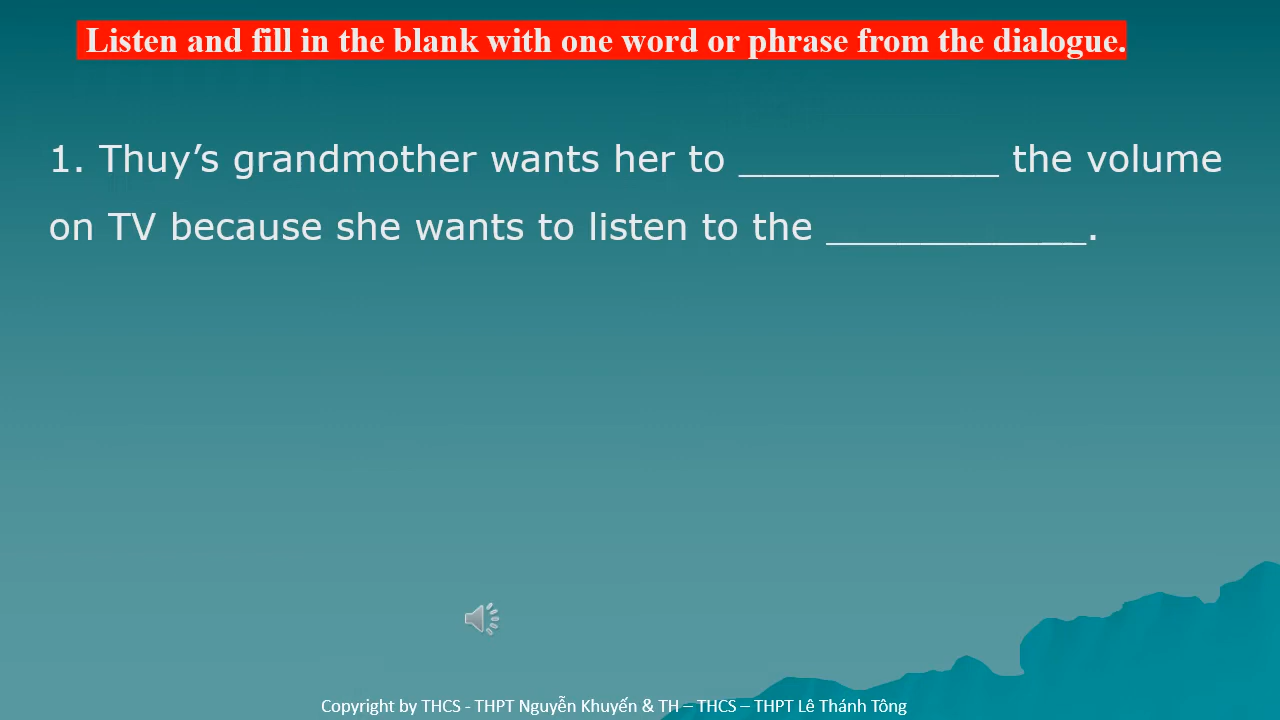 Listen and fill in the blank with one word or phrase from the dialogue.
1. Thuy’s grandmother wants her to ____________ the volume
on TV because she wants to listen to the ____________.
Copyright by THCS - THPT Nguyễn Khuyến & TH – THCS – THPT Lê Thánh Tông